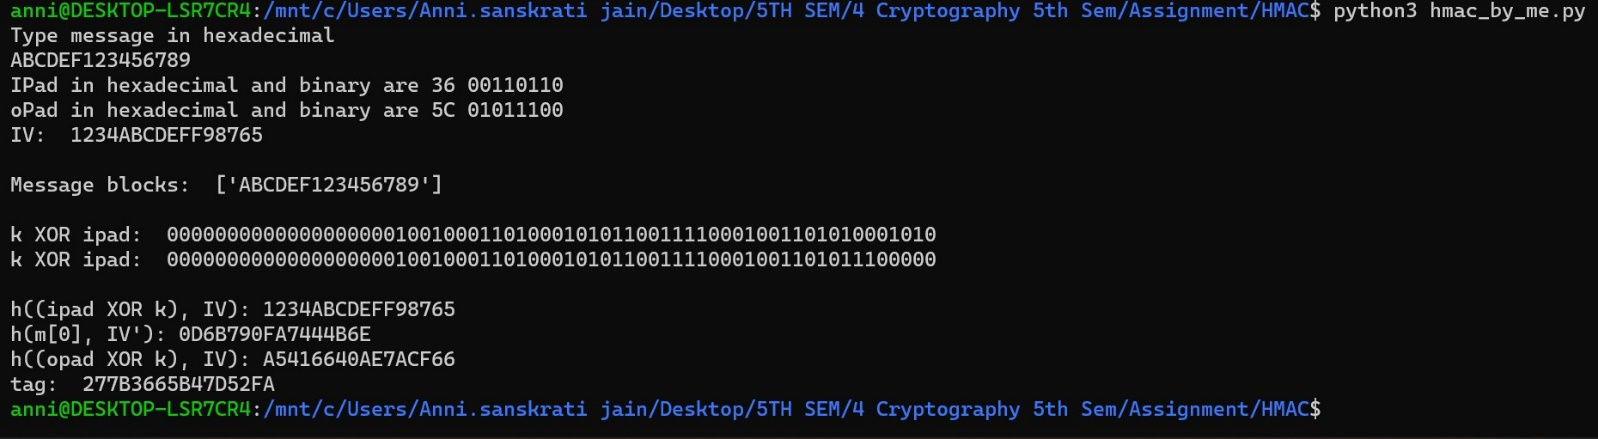 anni@DESKTOP-LSR7CR4:/mnt/c/Users/Anni.sanskrati jain/Desktop/5TH SEM/4 Cryptography 5th Sem/Assignment/HMAC$ python3 hmac_by_me.py
Type message in hexadecimal
ABCDEF123456789
IPad in hexadecimal and binary are 36 00110110
oPad in hexadecimal and binary are 5C 01011100
IV:  1234ABCDEFF98765
Message blocks:  ['ABCDEF123456789']
k XOR ipad:  0000000000000000000100100011010001010110011110001001101010001010
k XOR ipad:  0000000000000000000100100011010001010110011110001001101011100000
h((ipad XOR k), IV): 1234ABCDEFF98765
h(m[0], IV'): 0D6B790FA7444B6E
h((opad XOR k), IV): A5416640AE7ACF66
tag:  277B3665B47D52FA
anni@DESKTOP-LSR7CR4:/mnt/c/Users/Anni.sanskrati jain/Desktop/5TH SEM/4 Cryptography 5th Sem/Assignment/HMAC$